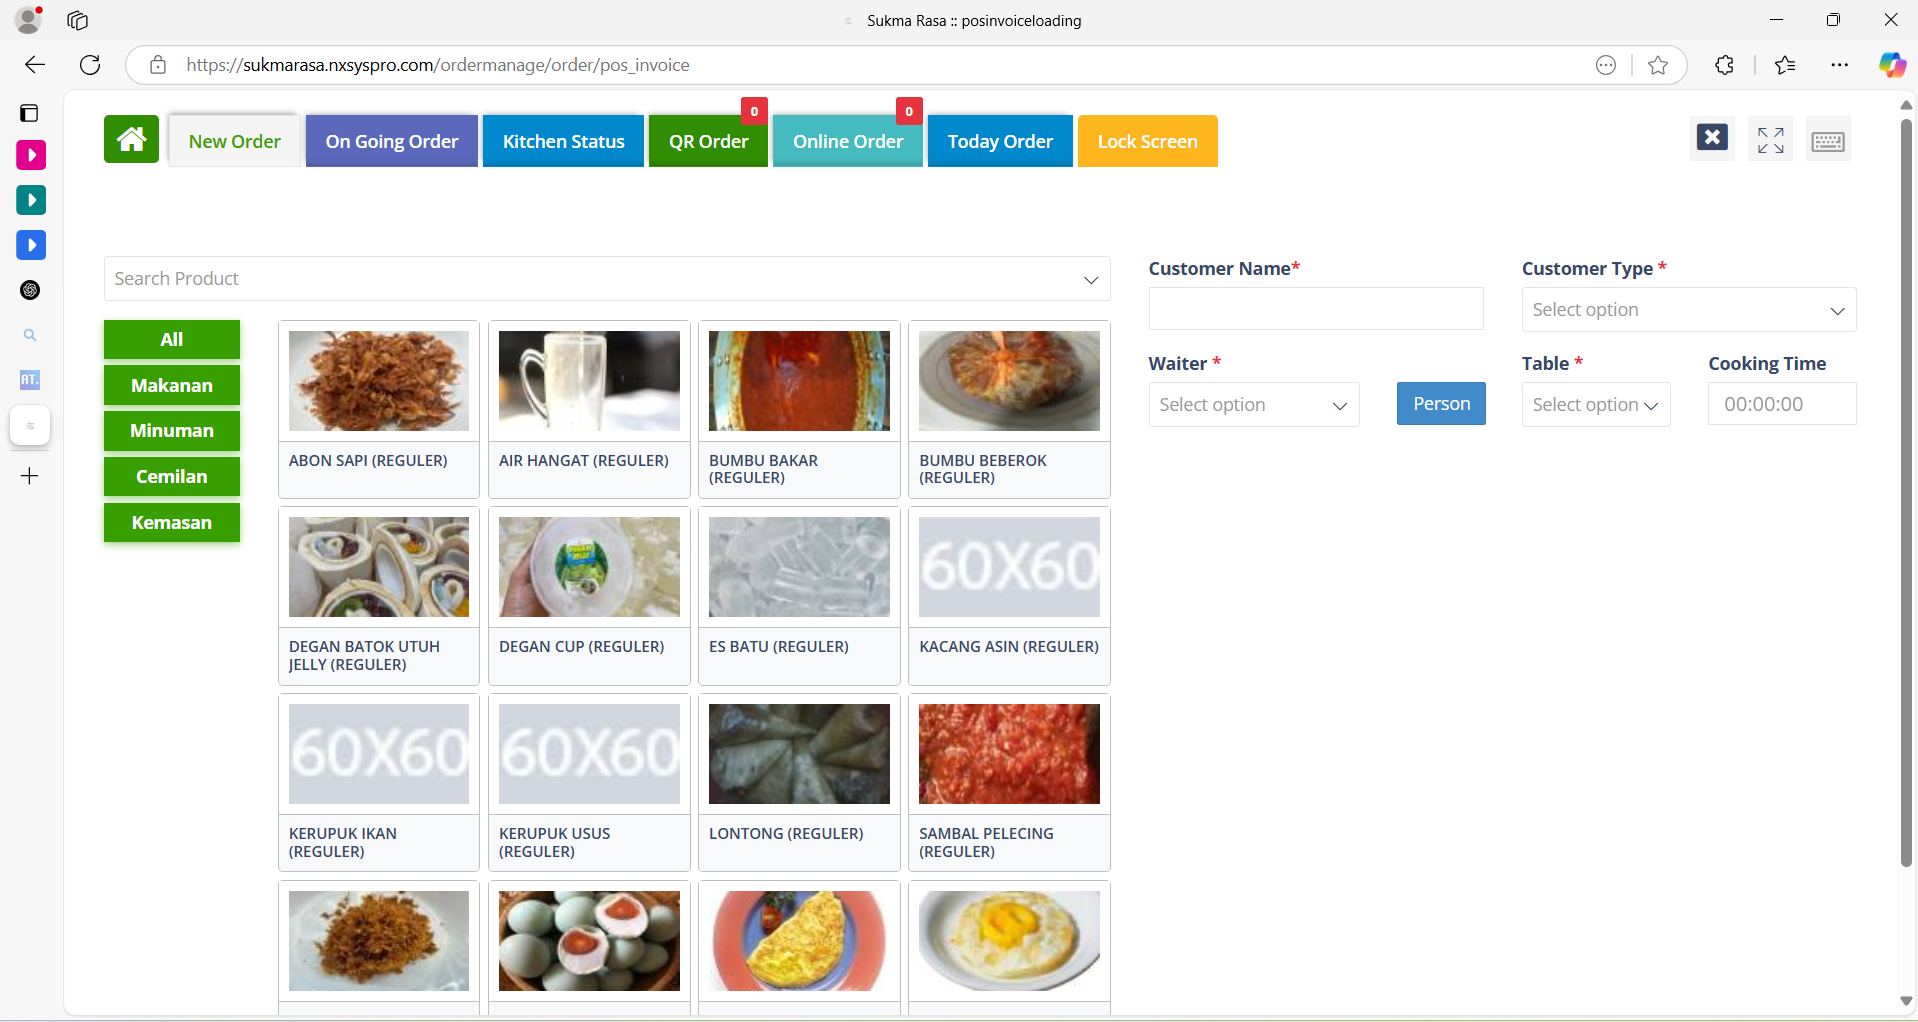 Sukma Rasa :: posinvoiceloading
https://sukmarasa.nxsyspro.com/ordermanage/order/pos_invoice
0
0
New Order
On Going Order
Kitchen Status
QR Order
Online Order
Today Order
Lock Screen
Search Product
All
Makanan
Minuman
Cemilan
Kemasan
ABON SAPI (REGULER)
AIR HANGAT (REGULER)
BUMBU BAKAR
(REGULER)
BUMBU BEBEROK
(REGULER)
60X60
DEGAN BATOK UTUH
JELLY (REGULER)
DEGAN CUP (REGULER)
ES BATU (REGULER)
KACANG ASIN (REGULER)
60X60
60X60
KERUPUK IKAN
(REGULER)
KERUPUK USUS
(REGULER)
LONTONG (REGULER)
SAMBAL PELECING
(REGULER)
Customer Name*
Customer Type *
Select option
Waiter *
Table *
Cooking Time
Select option
Person
Select option
00:00:00
AT.